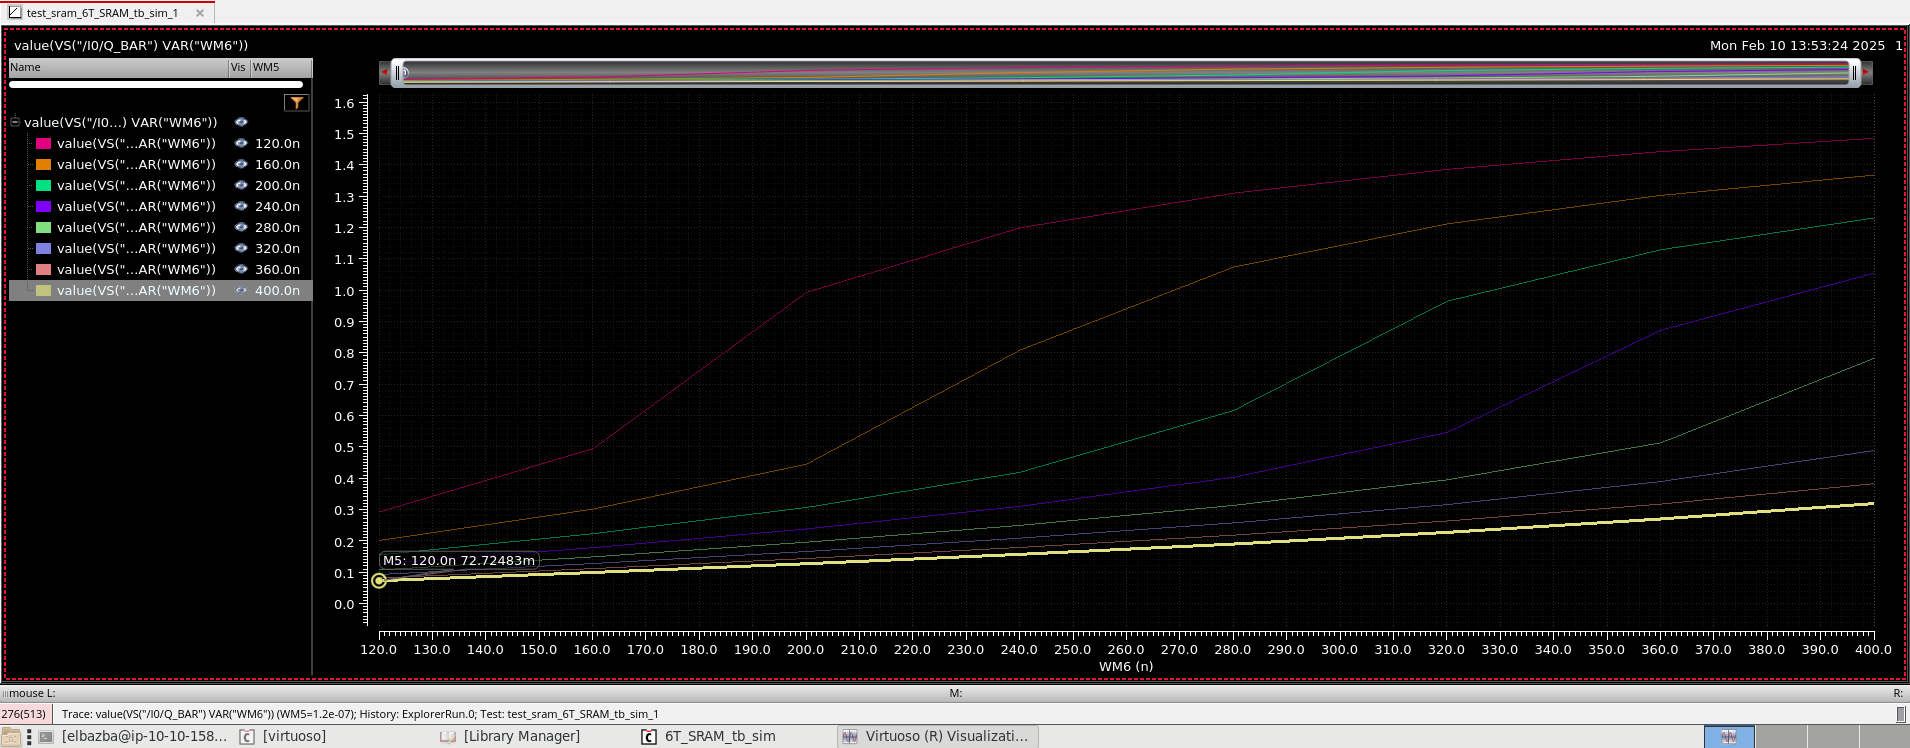 test_sram_6T_SRAM_tb_sim_1
value(VS("/I0/Q_BAR") VAR("WM6"))
Mon Feb 10 13:53:24 2025 1
Name Vis WM5
value(VS("/I0...) VAR("WM6"))
value(VS("...AR("WM6")) 120.0n
value(VS("...AR("WM6")) 160.0n
value(VS("...AR("WM6")) 200.0n
value(VS("...AR("WM6")) 240.0n
value(VS("...AR("WM6")) 280.0n
value(VS("...AR("WM6")) 320.0n
value(VS("...AR("WM6")) 360.0n
value(VS("...AR("WM6")) 400.0n
1.6
1.5
1.4
1.3
1.2
1.1
1.0
0.9
0.8
0.7
0.6
0.5
0.4
0.3
0.2
0.1
0.0
M5: 120.0n 72.72483m
120.0 130.0 140.0 150.0 160.0 170.0 180.0 190.0 200.0 210.0 220.0 230.0 240.0 250.0 260.0 270.0 280.0 290.0 300.0 310.0 320.0 330.0 340.0 350.0 360.0 370.0 380.0 390.0 400.0
WM6 (n)
mouse L: M: R:
276(513) Trace: value(VS("/I0/Q_BAR") VAR("WM6")) (WM5=1.2e-07); History: ExplorerRun.0; Test: test_sram_6T_SRAM_tb_sim_1
[elbazba@ip-10-10-158... [virtuoso] [Library Manager] 6T_SRAM_tb_sim Virtuoso (R) Visualizati...